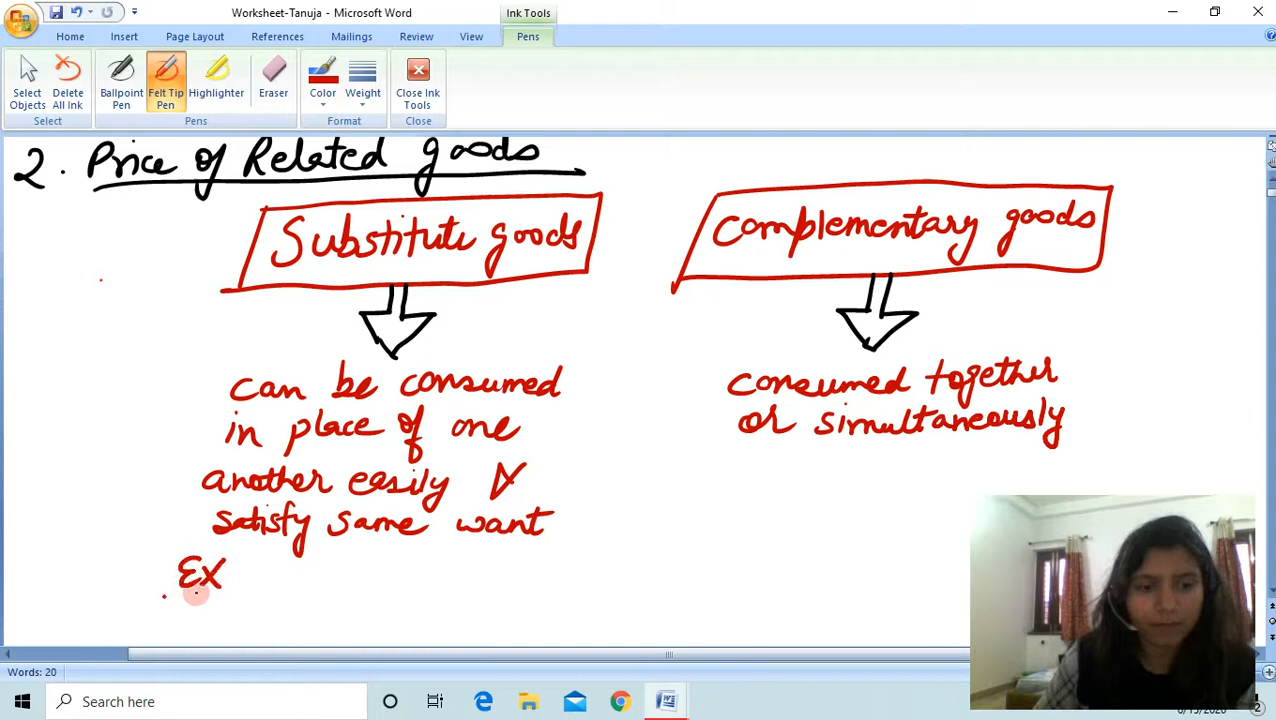 Worksheet-Tanuja - Microsoft Word
Ink Tools
Home Insert Page Layout References Mailings Review View Pens
Select Objects
Delete All Ink
Ballpoint Pen
Felt Tip Pen
Highlighter
Eraser
Color
Weight
Close Ink Tools
Select Pens Format Close
2. Price of Related goods
Substitute goods
can be consumed
in place of one
another easily &
satisfy same want
EX
Complementary goods
consumed together
or simultaneously
Words: 20
Search here
2